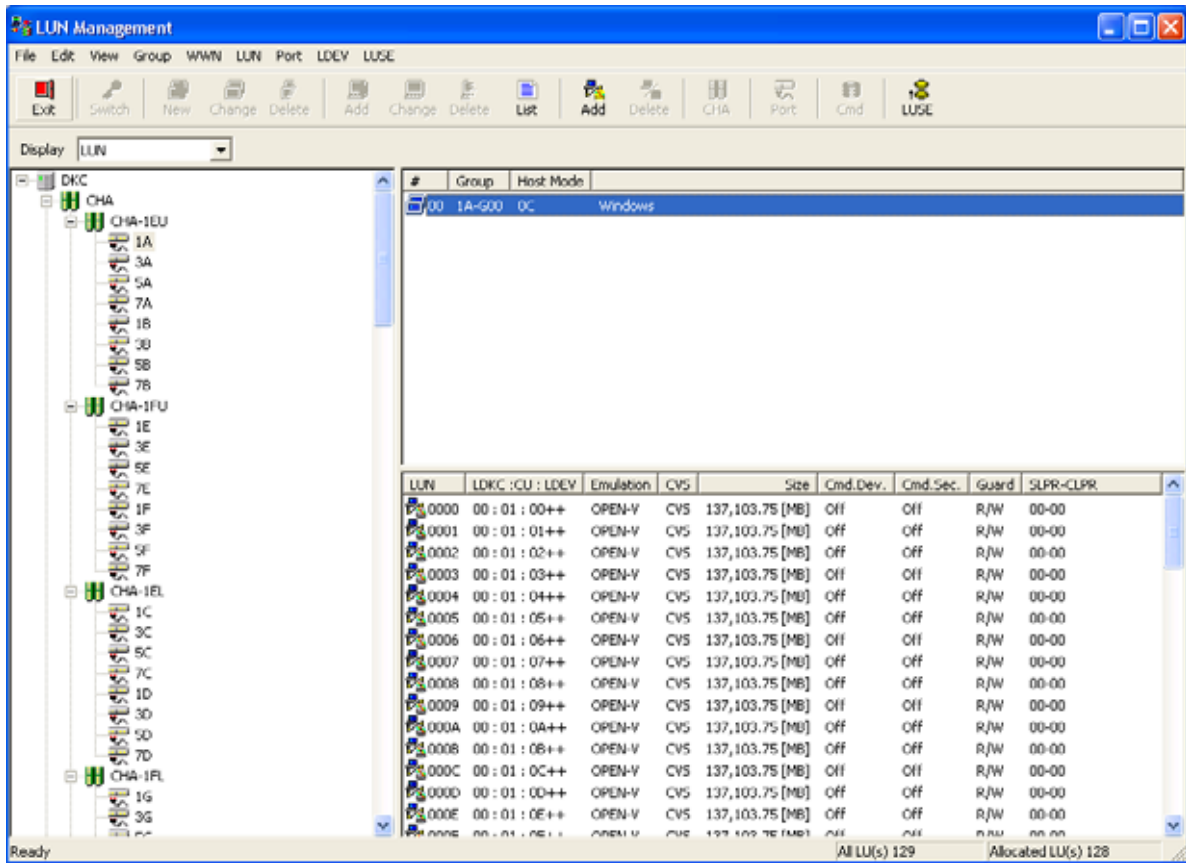 LUN Management
File Edit View Group WWN LUN Port LDEV LUSE
Exit Switch New Change Delete Add Change Delete List Add Delete CHA Port Cmd LUSE
Display LUN
DKC
CHA
CHA-1EU
1A
3A
5A
7A
1B
3B
5B
7B
CHA-1FU
1E
3E
5E
7E
1F
3F
5F
7F
CHA-1EL
1C
3C
5C
7C
1D
3D
5D
7D
CHA-1FL
1G
3G
# Group Host Mode
00 1A-G00 0C Windows
LUN LDKC :CU : LDEV Emulation CVS Size Cmd.Dev. Cmd.Sec. Guard SLPR-CLPR
0000 00 : 01 : 00++ OPEN-V CVS 137,103.75 [MB] Off Off R/W 00-00
0001 00 : 01 : 01++ OPEN-V CVS 137,103.75 [MB] Off Off R/W 00-00
0002 00 : 01 : 02++ OPEN-V CVS 137,103.75 [MB] Off Off R/W 00-00
0003 00 : 01 : 03++ OPEN-V CVS 137,103.75 [MB] Off Off R/W 00-00
0004 00 : 01 : 04++ OPEN-V CVS 137,103.75 [MB] Off Off R/W 00-00
0005 00 : 01 : 05++ OPEN-V CVS 137,103.75 [MB] Off Off R/W 00-00
0006 00 : 01 : 06++ OPEN-V CVS 137,103.75 [MB] Off Off R/W 00-00
0007 00 : 01 : 07++ OPEN-V CVS 137,103.75 [MB] Off Off R/W 00-00
0008 00 : 01 : 08++ OPEN-V CVS 137,103.75 [MB] Off Off R/W 00-00
0009 00 : 01 : 09++ OPEN-V CVS 137,103.75 [MB] Off Off R/W 00-00
000A 00 : 01 : 0A++ OPEN-V CVS 137,103.75 [MB] Off Off R/W 00-00
000B 00 : 01 : 0B++ OPEN-V CVS 137,103.75 [MB] Off Off R/W 00-00
000C 00 : 01 : 0C++ OPEN-V CVS 137,103.75 [MB] Off Off R/W 00-00
000D 00 : 01 : 0D++ OPEN-V CVS 137,103.75 [MB] Off Off R/W 00-00
000E 00 : 01 : 0E++ OPEN-V CVS 137,103.75 [MB] Off Off R/W 00-00
Ready All LU(s) 129 Allocated LU(s) 128